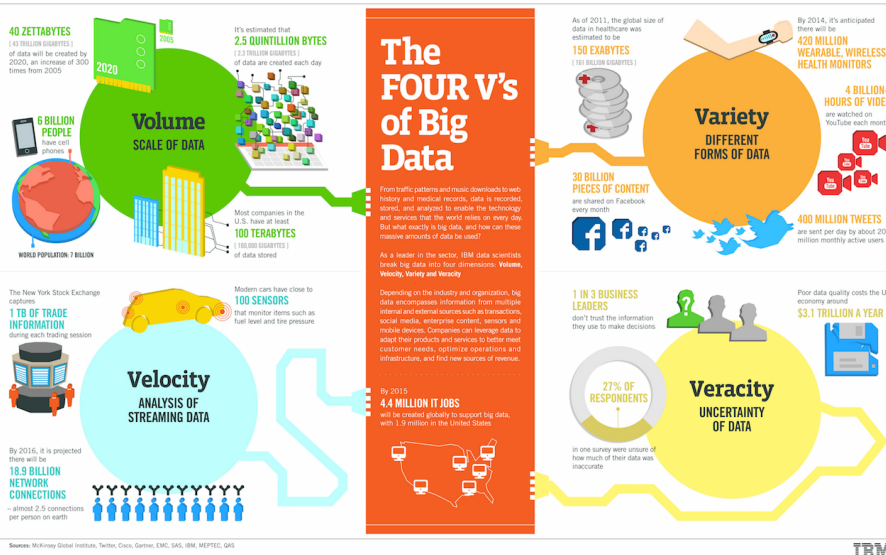 40 ZETTABYTES
[ 43 TRILLION GIGABYTES ]
of data will be created by
2020, an increase of 300
times from 2005
2020
2005
It's estimated that
2.5 QUINTILLION BYTES
[ 2.3 TRILLION GIGABYTES ]
of data are created each day
6 BILLION
PEOPLE
have cell
phones
Volume
SCALE OF DATA
WORLD POPULATION: 7 BILLION
Most companies in the
U.S. have at least
100 TERABYTES
[ 100,000 GIGABYTES ]
of data stored
The
FOUR V's
of Big
Data
From traffic patterns and music downloads to web
history and medical records, data is recorded,
stored, and analyzed to enable the technology
and services that the world relies on every day.
But what exactly is big data, and how can these
massive amounts of data be used?
As a leader in the sector, IBM data scientists
break big data into four dimensions: Volume,
Velocity, Variety and Veracity
Depending on the industry and organization, big
data encompasses information from multiple
internal and external sources such as transactions,
social media, enterprise content, sensors and
mobile devices. Companies can leverage data to
adapt their products and services to better meet
customer needs, optimize operations and
infrastructure, and find new sources of revenue.
By 2015
4.4 MILLION IT JOBS
will be created globally to support big data,
with 1.9 million in the United States
As of 2011, the global size of
data in healthcare was
estimated to be
150 EXABYTES
[ 161 BILLION GIGABYTES ]
By 2014, it's anticipated
there will be
420 MILLION
WEARABLE, WIRELESS
HEALTH MONITORS
4 BILLION
HOURS OF VIDE
are watched on
YouTube each mont
You
Tube
You
Tube
You
Tube
You
Tube
Variety
DIFFERENT
FORMS OF DATA
30 BILLION
PIECES OF CONTENT
are shared on Facebook
every month
f
f
f
f
f
f
f
400 MILLION TWEETS
are sent per day by about 20
million monthly active users
The New York Stock Exchange
captures
1 TB OF TRADE
INFORMATION
during each trading session
Modern cars have close to
100 SENSORS
that monitor items such as
fuel level and tire pressure
Velocity
ANALYSIS OF
STREAMING DATA
By 2016, it is projected
there will be
18.9 BILLION
NETWORK
CONNECTIONS
– almost 2.5 connections
per person on earth
1 IN 3 BUSINESS
LEADERS
don't trust the information
they use to make decisions
?
Poor data quality costs the U
economy around
$3.1 TRILLION A YEAR
27% OF
RESPONDENTS
in one survey were unsure of
how much of their data was
inaccurate
Veracity
UNCERTAINTY
OF DATA
Sources: McKinsey Global Institute, Twitter, Cisco, Gartner, EMC, SAS, IBM, MEPTEC, QAS
IBM